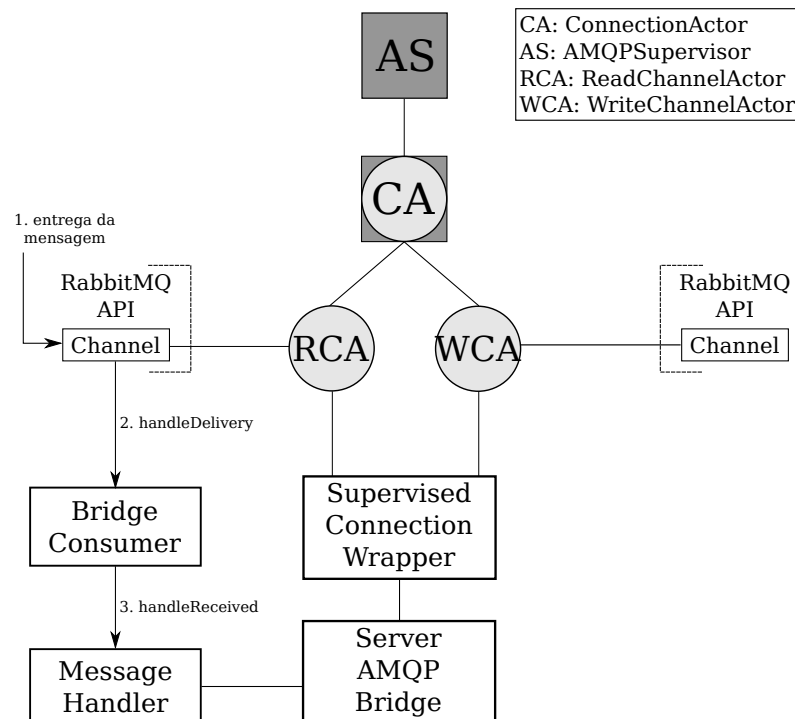 AS
CA: ConnectionActor
AS: AMQPSupervisor
RCA: ReadChannelActor
WCA: WriteChannelActor
CA
1. entrega da
mensagem
RabbitMQ
API
Channel
RCA
WCA
RabbitMQ
API
Channel
2. handleDelivery
Bridge
Consumer
Supervised
Connection
Wrapper
3. handleReceived
Message
Handler
Server
AMQP
Bridge